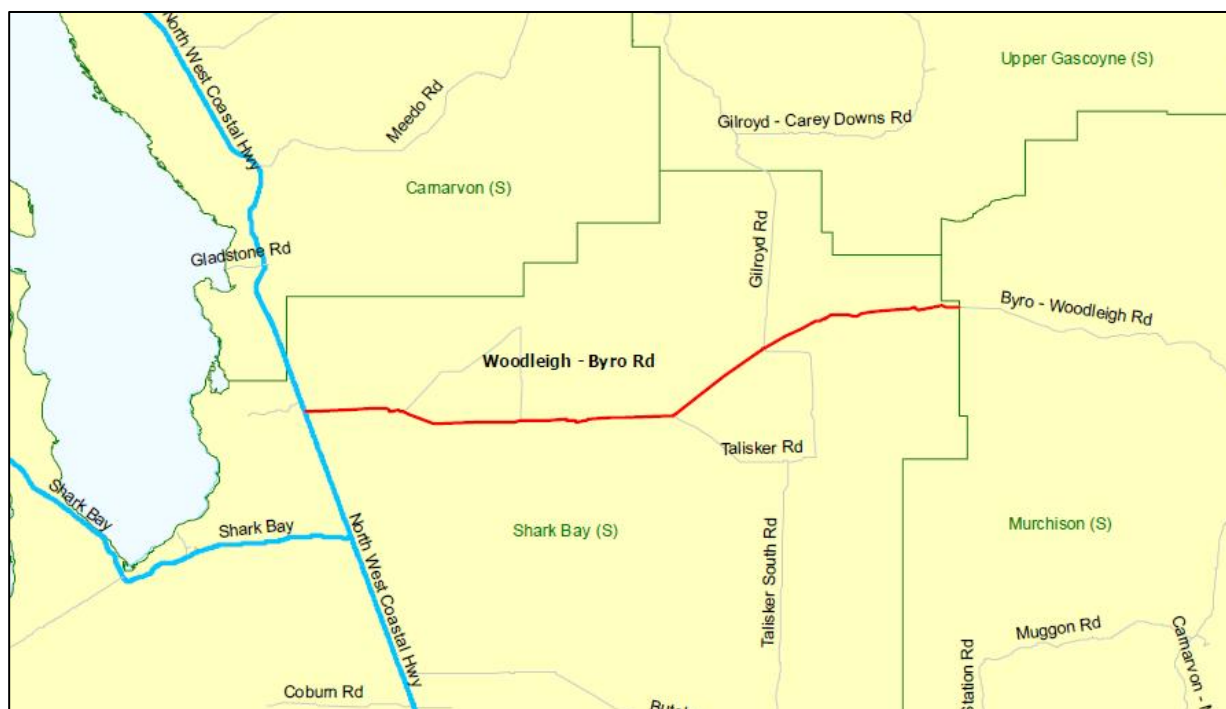 North West Coastal Hwy
Upper Gascoyne (S)
Meedo Rd
Gilroyd - Carey Downs Rd
Carnarvon (S)
Gladstone Rd
Gilroyd Rd
Byro - Woodleigh Rd
Woodleigh - Byro Rd
Talisker Rd
Shark Bay
Shark Bay
Shark Bay (S)
Murchison (S)
North West Coastal Hwy
Talisker South Rd
Muggon Rd
Station Rd
Carnarvon -
Coburn Rd